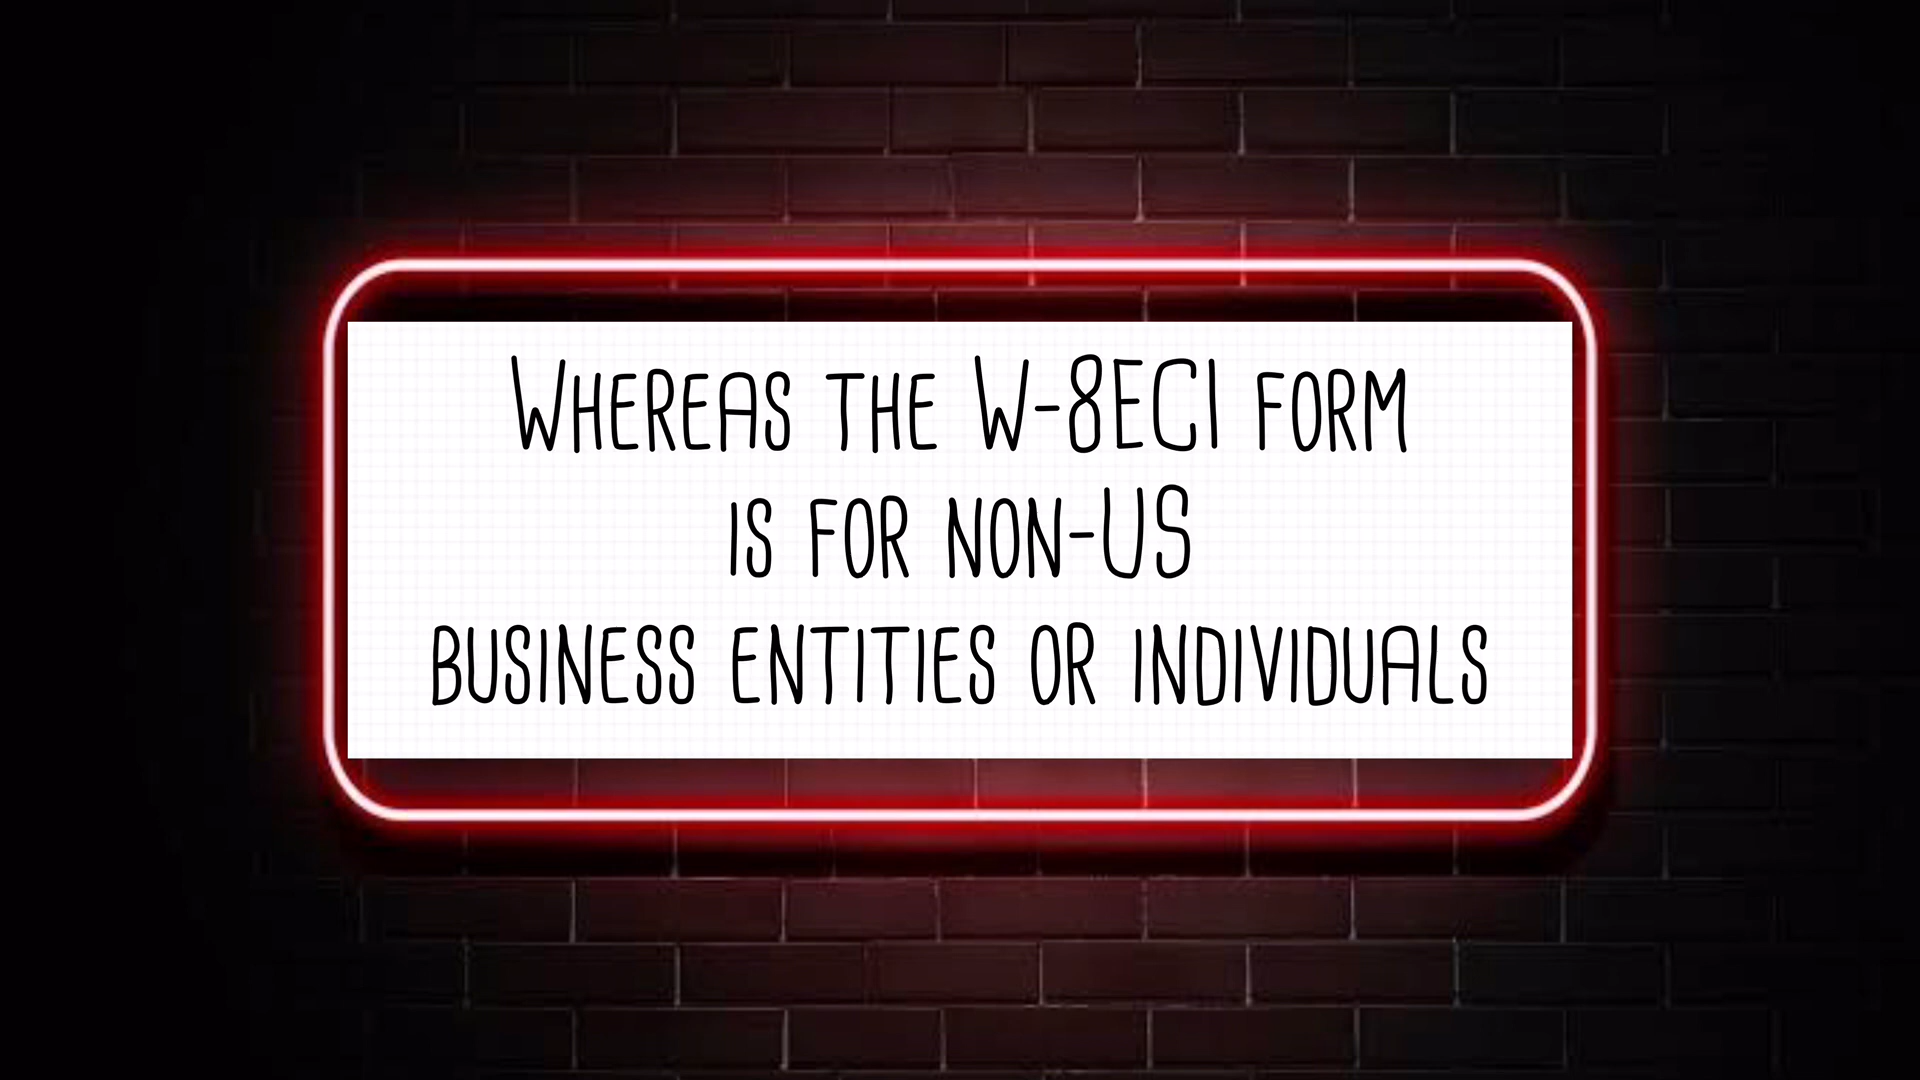 Whereas the W-8ECI form
is for non-US
business entities or individuals